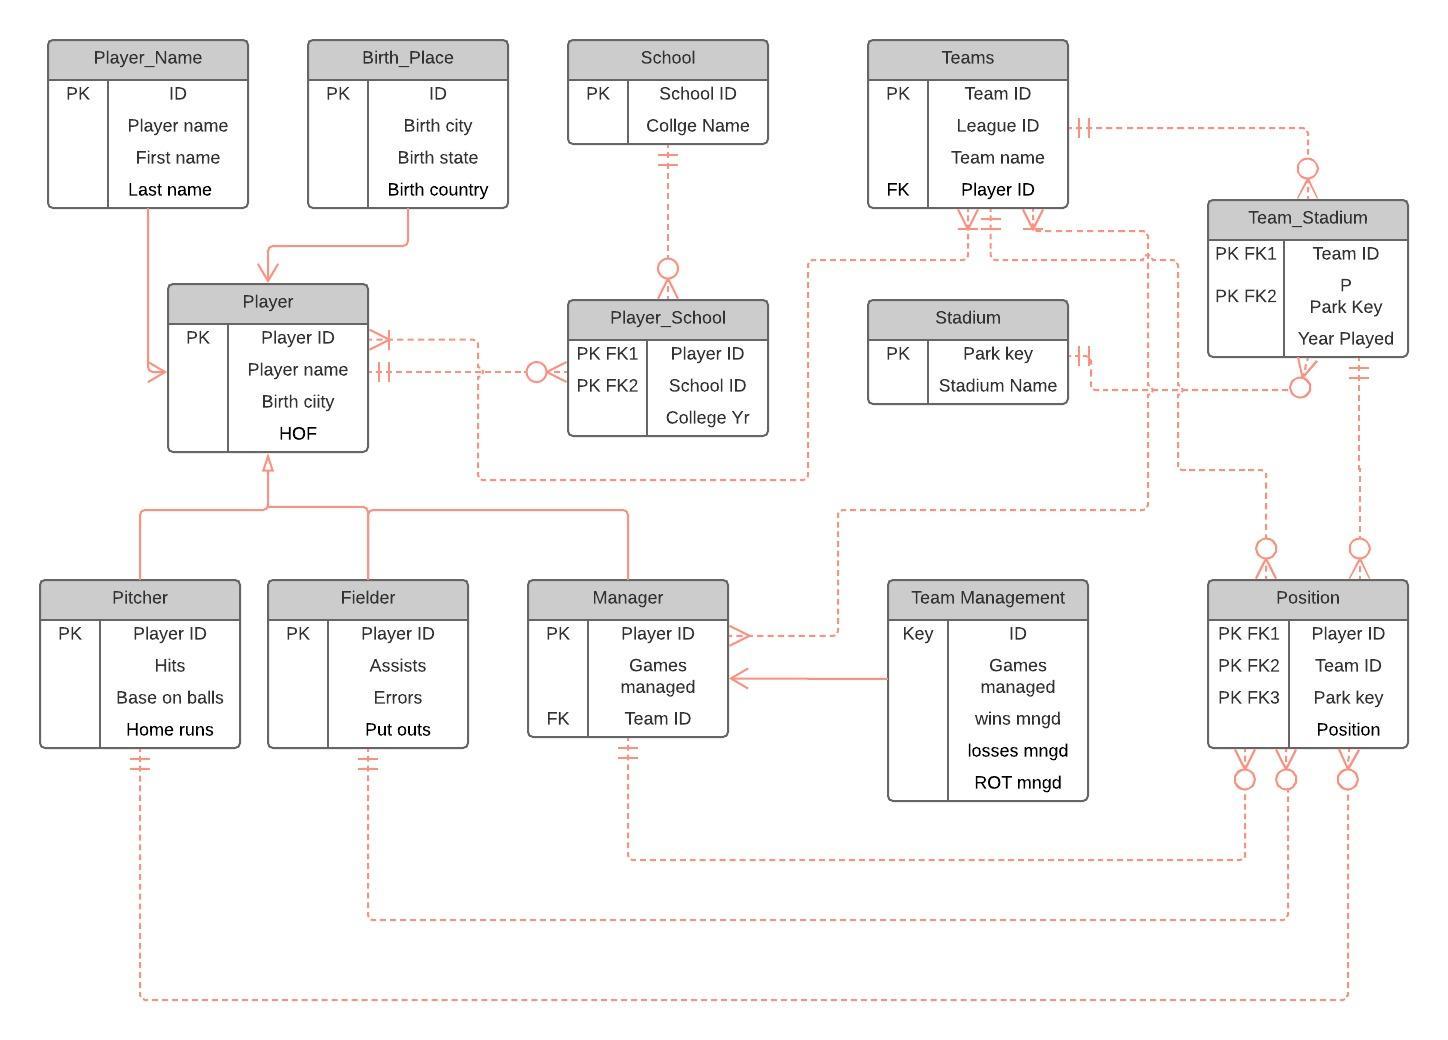 Player_Name
PK ID
Player name
First name
Last name
Birth_Place
PK ID
Birth city
Birth state
Birth country
School
PK School ID
Collge Name
Teams
PK Team ID
League ID
Team name
FK Player ID
Team_Stadium
PK FK1 Team ID
P
PK FK2 Park Key
Year Played
Player
PK Player ID
Player name
Birth ciity
HOF
Player_School
PK FK1 Player ID
PK FK2 School ID
College Yr
Stadium
PK Park key
Stadium Name
Pitcher
PK Player ID
Hits
Base on balls
Home runs
Fielder
PK Player ID
Assists
Errors
Put outs
Manager
PK Player ID
Games
managed
FK Team ID
Team Management
Key ID
Games
managed
wins mngd
losses mngd
ROT mngd
Position
PK FK1 Player ID
PK FK2 Team ID
PK FK3 Park key
Position